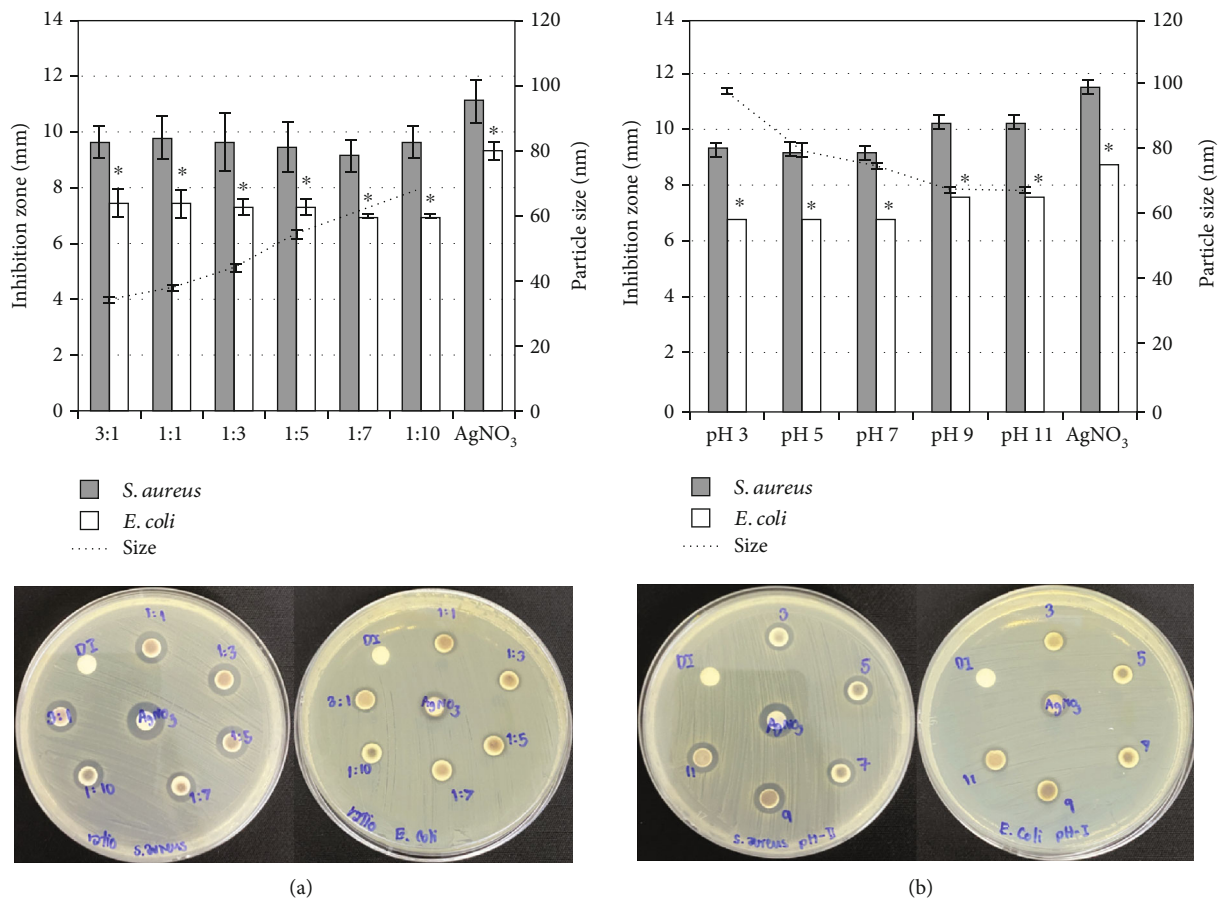 14
12
10
8
6
4
2
0
Inhibition zone (mm)
120
100
80
60
40
20
0
Particle size (nm)
* * * * * * *
3:1 1:1 1:3 1:5 1:7 1:10 AgNO₃
S. aureus
E. coli
Size
14
12
10
8
6
4
2
0
Inhibition zone (mm)
120
100
80
60
40
20
0
Particle size (nm)
* * * * * *
pH 3 pH 5 pH 7 pH 9 pH 11 AgNO₃
S. aureus
E. coli
Size
1:1
DI
1:3
3:1
AgNO₃
1:5
1:10
1:7
ratio S. aureus
1:1
DI
1:3
3:1
AgNO₃
1:5
1:10
1:7
ratio E. coli
3
DI
5
AgNO₃
11
7
9
S. aureus pH-II
3
DI
5
AgNO₃
11
9
E. coli pH-I
(a)
(b)